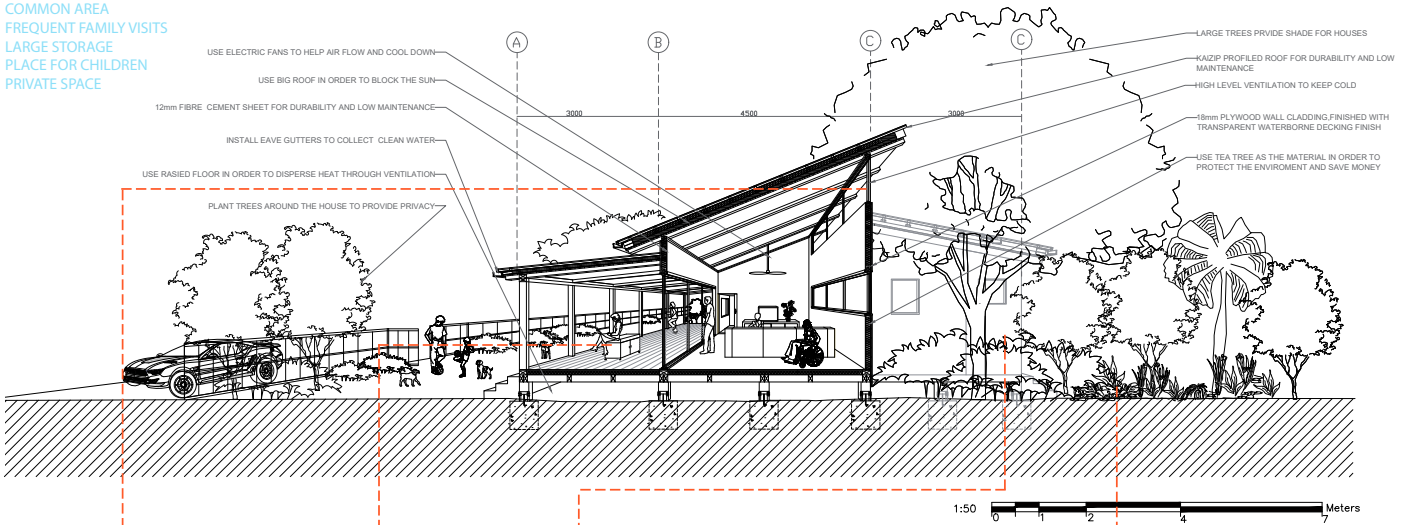 COMMON AREA
FREQUENT FAMILY VISITS
LARGE STORAGE
PLACE FOR CHILDREN
PRIVATE SPACE
A
B
C
C
USE ELECTRIC FANS TO HELP AIR FLOW AND COOL DOWN
USE BIG ROOF IN ORDER TO BLOCK THE SUN
12mm FIBRE CEMENT SHEET FOR DURABILITY AND LOW MAINTENANCE
INSTALL EAVE GUTTERS TO COLLECT CLEAN WATER
USE RASIED FLOOR IN ORDER TO DISPERSE HEAT THROUGH VENTILATION
PLANT TREES AROUND THE HOUSE TO PROVIDE PRIVACY
3000
4500
3000
LARGE TREES PRVIDE SHADE FOR HOUSES
KAIZIP PROFILED ROOF FOR DURABILITY AND LOW
MAINTENANCE
HIGH LEVEL VENTILATION TO KEEP COLD
18mm PLYWOOD WALL CLADDING,FINISHED WITH
TRANSPARENT WATERBORNE DECKING FINISH
USE TEA TREE AS THE MATERIAL IN ORDER TO
PROTECT THE ENVIROMENT AND SAVE MONEY
1:50
Meters
0 1 2 4 7